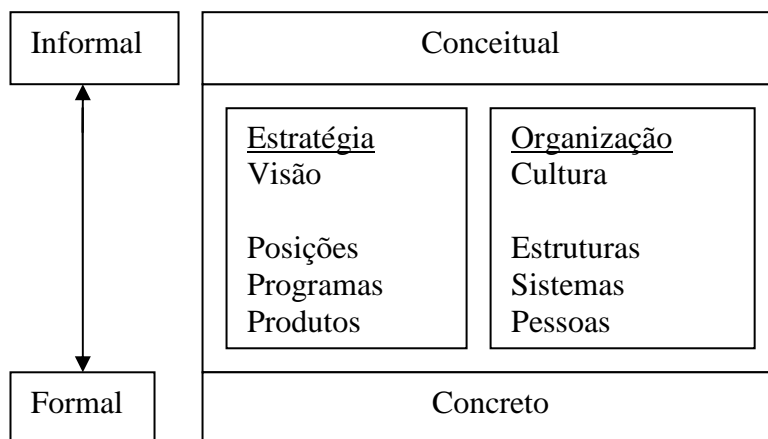 Informal
Conceitual
Estratégia
Visão
Posições
Programas
Produtos
Organização
Cultura
Estruturas
Sistemas
Pessoas
Formal
Concreto